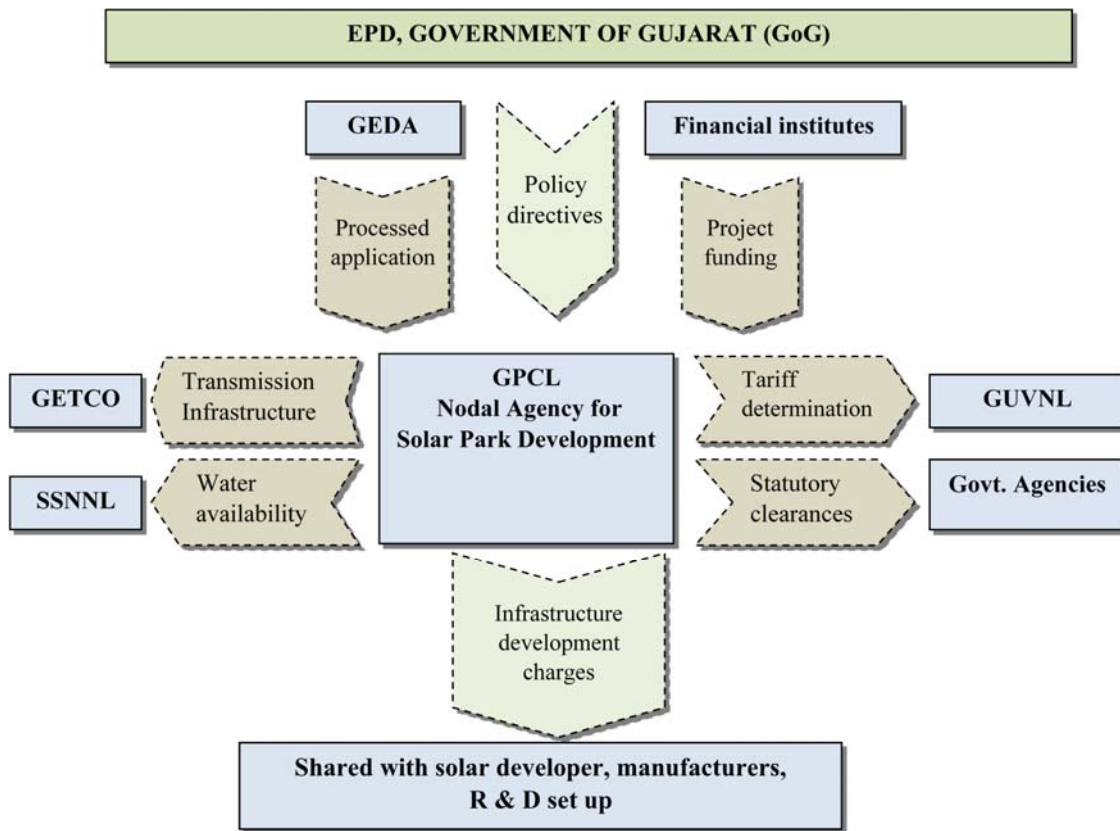 EPD, GOVERNMENT OF GUJARAT (GoG)
GEDA
Financial institutes
Policy
directives
Processed
application
Project
funding
GETCO
Transmission
Infrastructure
GPCL
Nodal Agency for
Solar Park Development
Tariff
determination
GUVNL
SSNNL
Water
availability
Statutory
clearances
Govt. Agencies
Infrastructure
development
charges
Shared with solar developer, manufacturers,
R & D set up